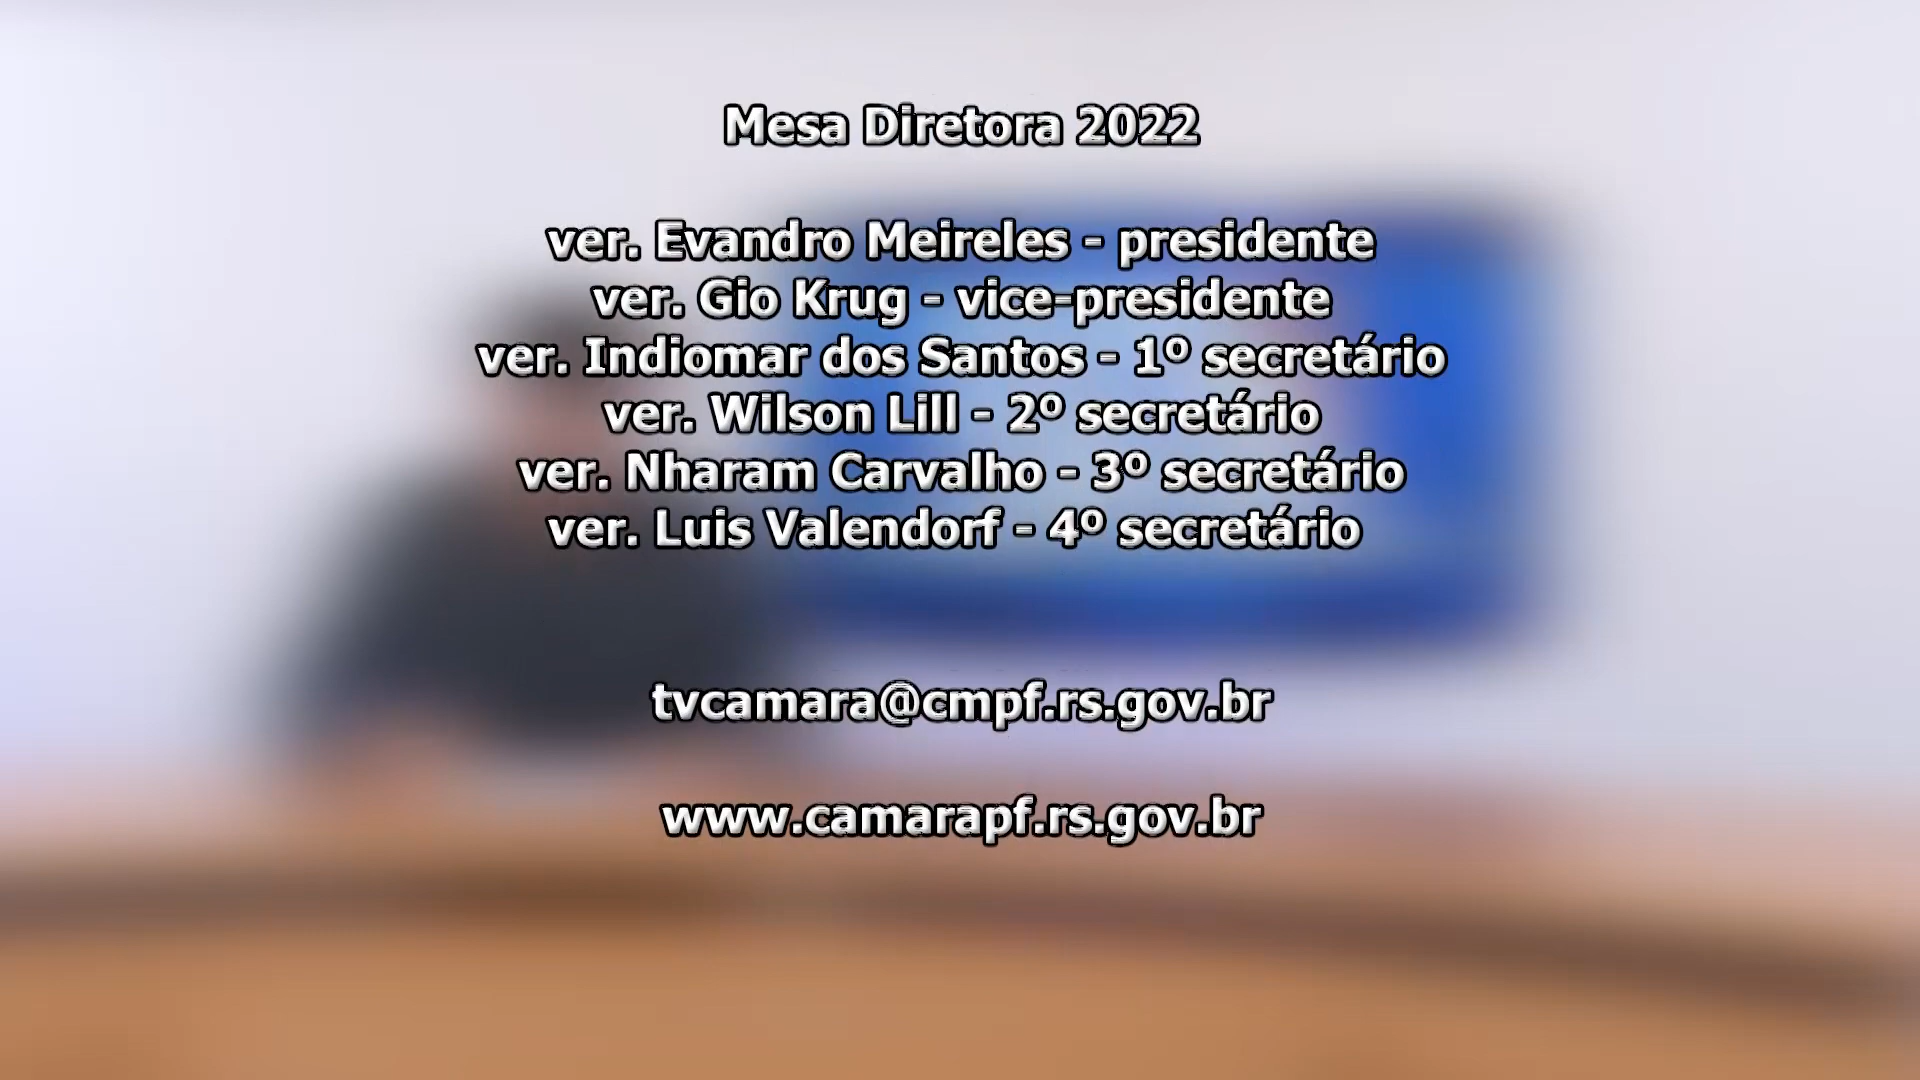 Mesa Diretora 2022
ver. Evandro Meireles - presidente
ver. Gio Krug - vice-presidente
ver. Indiomar dos Santos - 1º secretário
ver. Wilson Lill - 2º secretário
ver. Nharam Carvalho - 3º secretário
ver. Luis Valendorf - 4º secretário
tvcamara@cmpf.rs.gov.br
www.camarapf.rs.gov.br